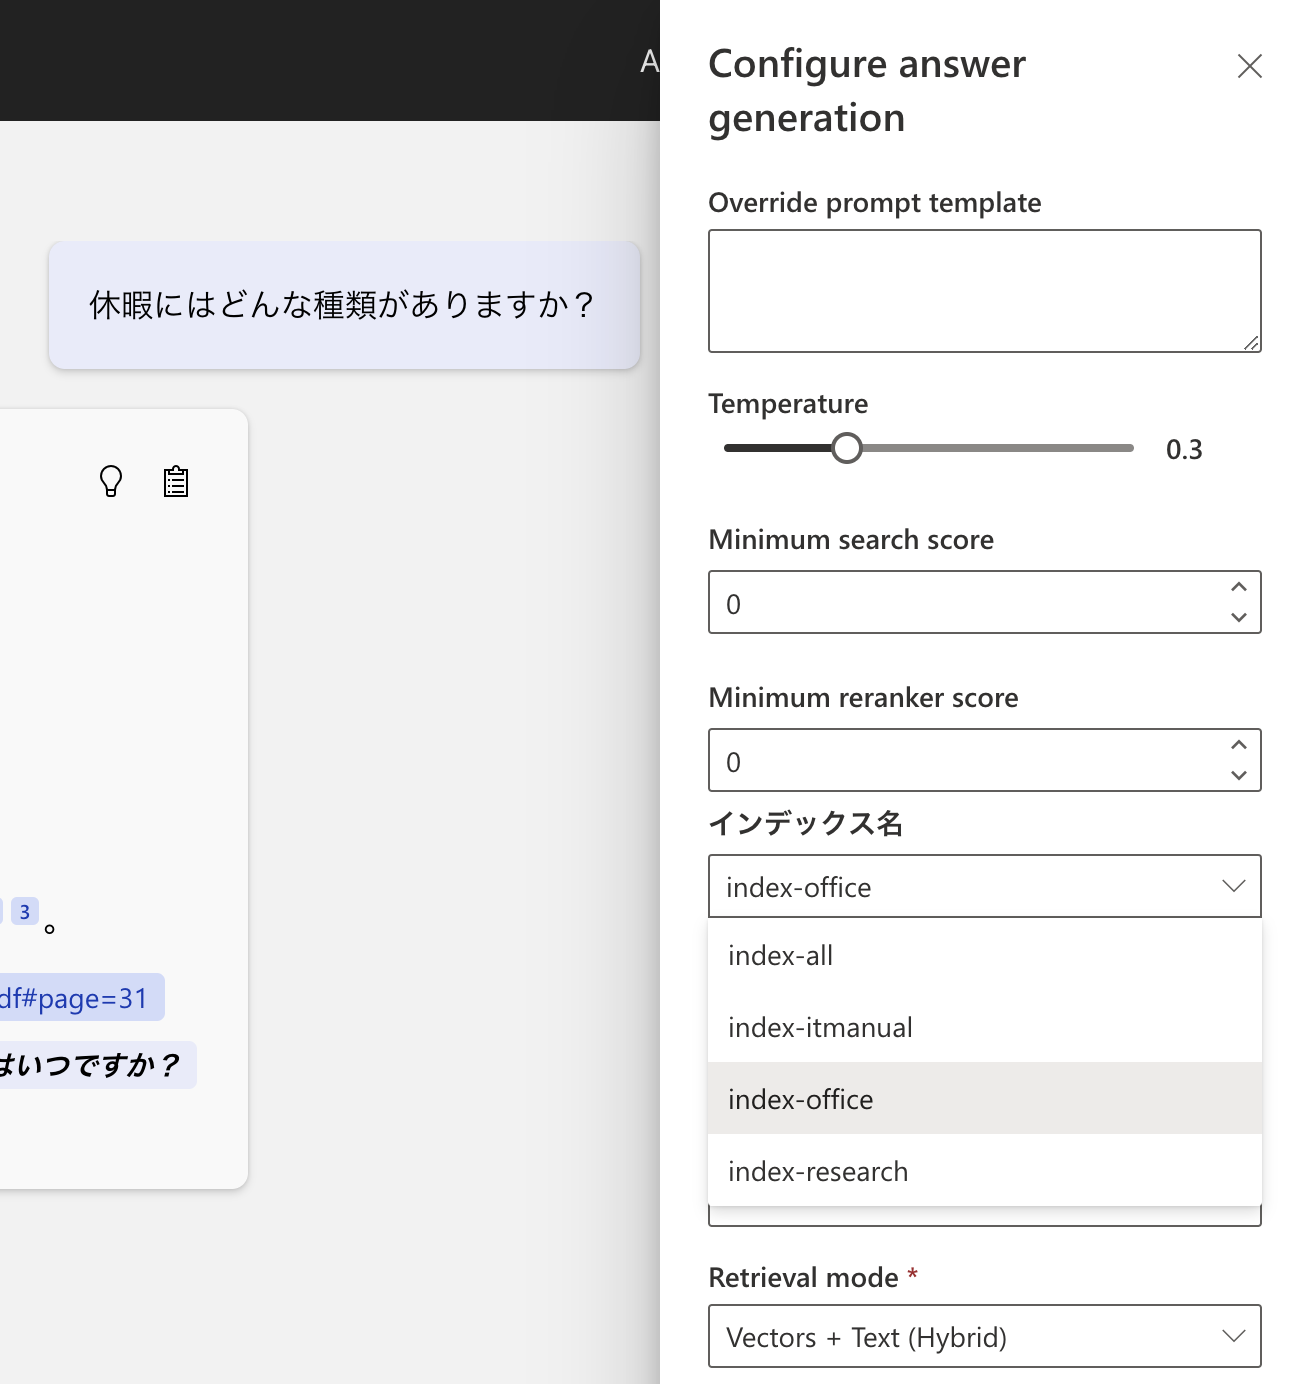 A
休暇にはどんな種類がありますか？
3
。
df#page=31
はいつですか？
Configure answer
generation
Override prompt template
Temperature
0.3
Minimum search score
0
Minimum reranker score
0
インデックス名
index-office
index-all
index-itmanual
index-office
index-research
Retrieval mode *
Vectors + Text (Hybrid)